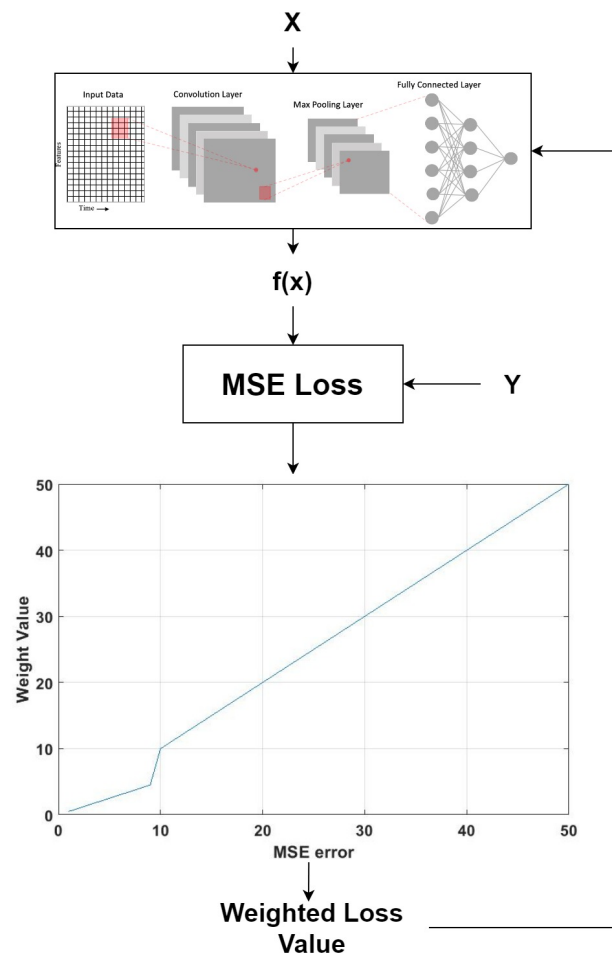 X
Input Data
Convolution Layer
Max Pooling Layer
Fully Connected Layer
Features
Time
f(x)
MSE Loss
Y
50
40
30
20
10
0
Weight Value
0 10 20 30 40 50
MSE error
Weighted Loss
Value